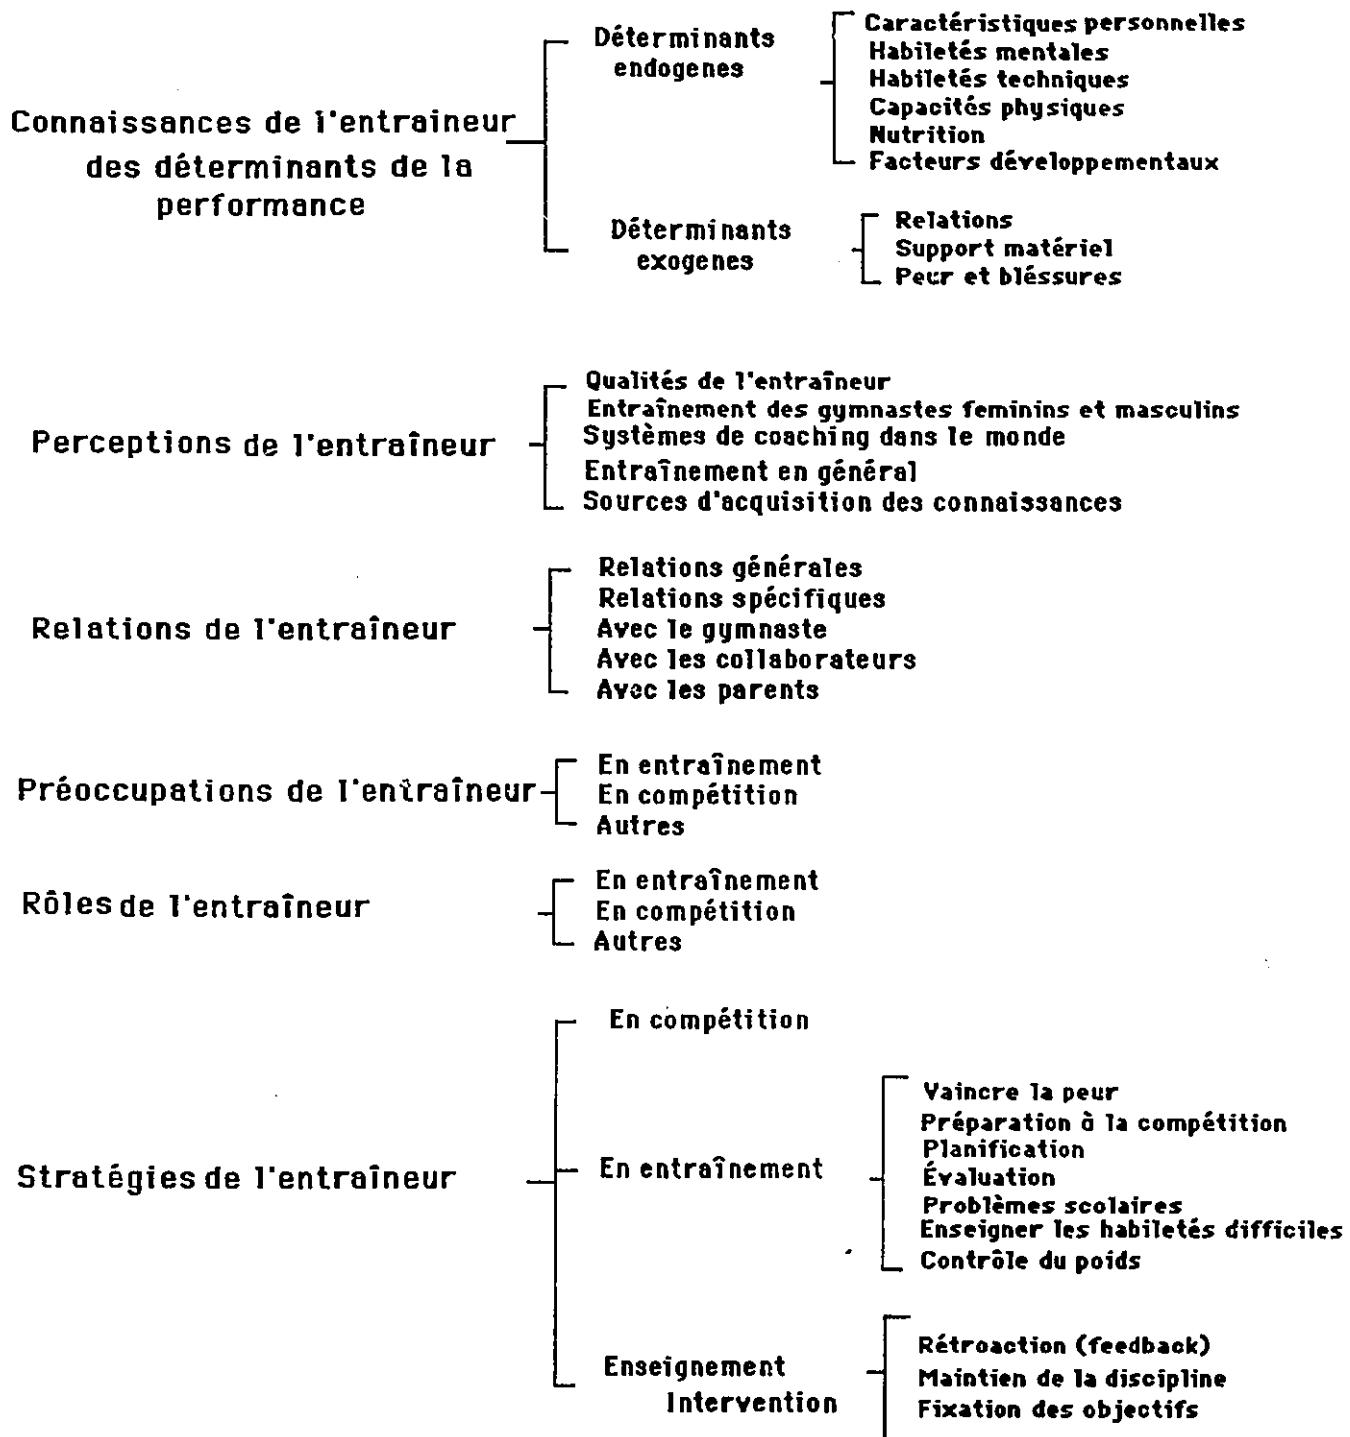 Connaissances de l'entraineur
des déterminants de la
performance
Déterminants
endogenes
Caractéristiques personnelles
Habiletés mentales
Habiletés techniques
Capacités physiques
Nutrition
Facteurs développementaux
Déterminants
exogenes
Relations
Support matériel
Peur et bléssures
Perceptions de l'entraîneur
Qualités de l'entraîneur
Entraînement des gymnastes feminins et masculins
Systèmes de coaching dans le monde
Entraînement en général
Sources d'acquisition des connaissances
Relations de l'entraîneur
Relations générales
Relations spécifiques
Avec le gymnaste
Avec les collaborateurs
Avec les parents
Préoccupations de l'entraîneur
En entraînement
En compétition
Autres
Rôles de l'entraîneur
En entraînement
En compétition
Autres
Stratégies de l'entraîneur
En compétition
En entraînement
Vaincre la peur
Préparation à la compétition
Planification
Évaluation
Problèmes scolaires
Enseigner les habiletés difficiles
Contrôle du poids
Enseignement
Intervention
Rétroaction (feedback)
Maintien de la discipline
Fixation des objectifs